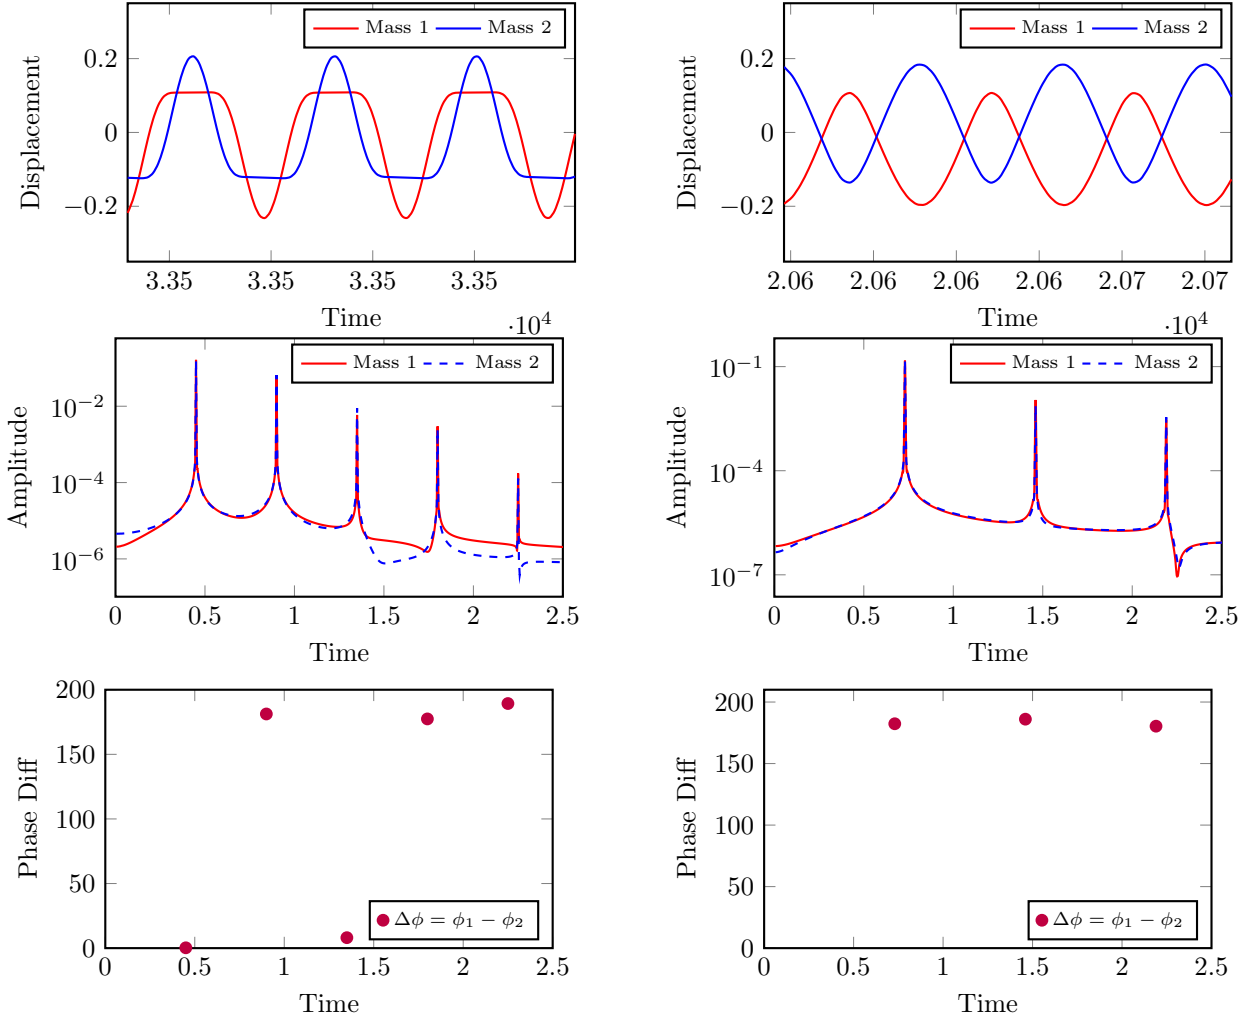 Mass 1 Mass 2
0.2
0
−0.2
Displacement
3.35 3.35 3.35 3.35
Time
·10^4
Mass 1 Mass 2
0.2
0
−0.2
Displacement
2.06 2.06 2.06 2.06 2.07 2.07
Time
·10^4
Mass 1 Mass 2
10^−2
10^−4
10^−6
Amplitude
0 0.5 1 1.5 2 2.5
Time
Mass 1 Mass 2
10^−1
10^−4
10^−7
Amplitude
0 0.5 1 1.5 2 2.5
Time
200
150
100
50
0
Phase Diff
Δϕ = ϕ₁ − ϕ₂
0 0.5 1 1.5 2 2.5
Time
200
150
100
50
0
Phase Diff
Δϕ = ϕ₁ − ϕ₂
0 0.5 1 1.5 2 2.5
Time